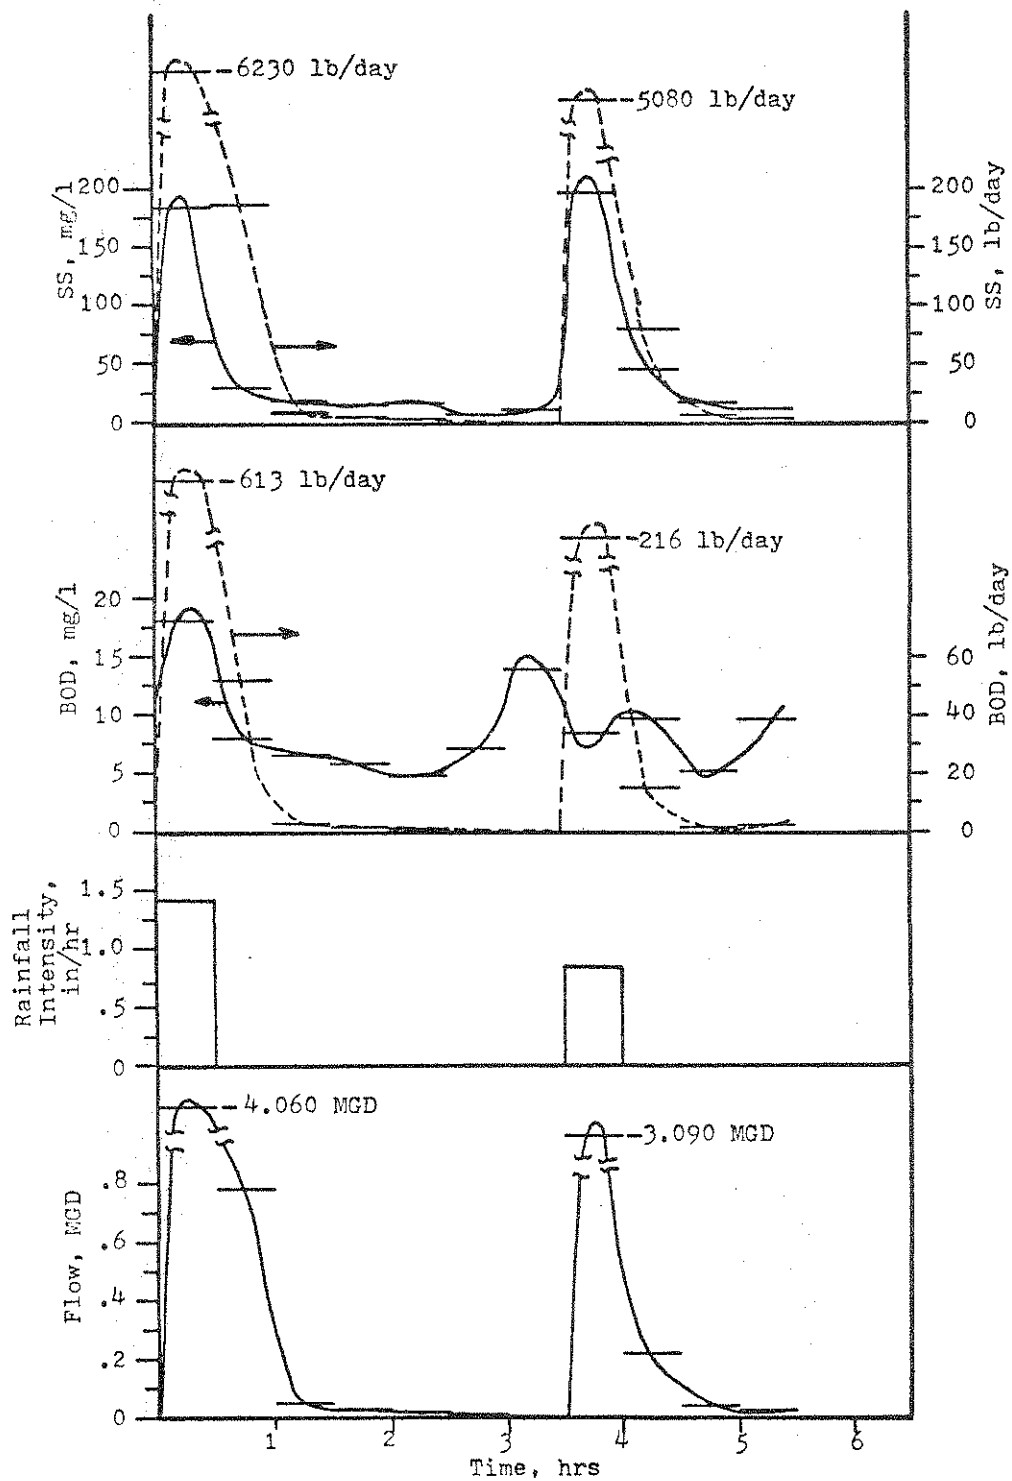 6230 lb/day
5080 lb/day
SS, mg/l
200
150
100
50
0
200
150
100
50
0
SS, lb/day
613 lb/day
216 lb/day
BOD, mg/l
20
15
10
5
0
60
40
20
0
BOD, lb/day
Rainfall
Intensity,
in/hr
1.5
1.0
.5
0
4.060 MGD
3.090 MGD
Flow, MGD
.8
.6
.4
.2
0
1
2
3
4
5
6
Time, hrs